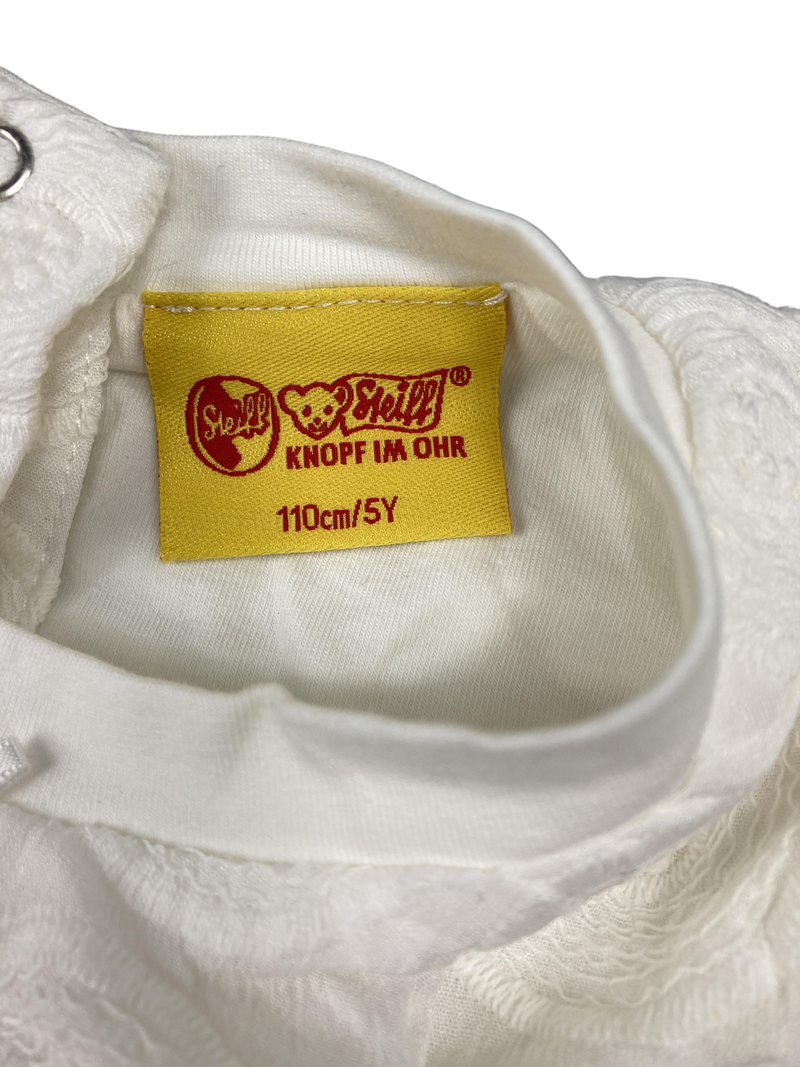 Steiff Steiff®
KNOPF IM OHR
110cm/5Y